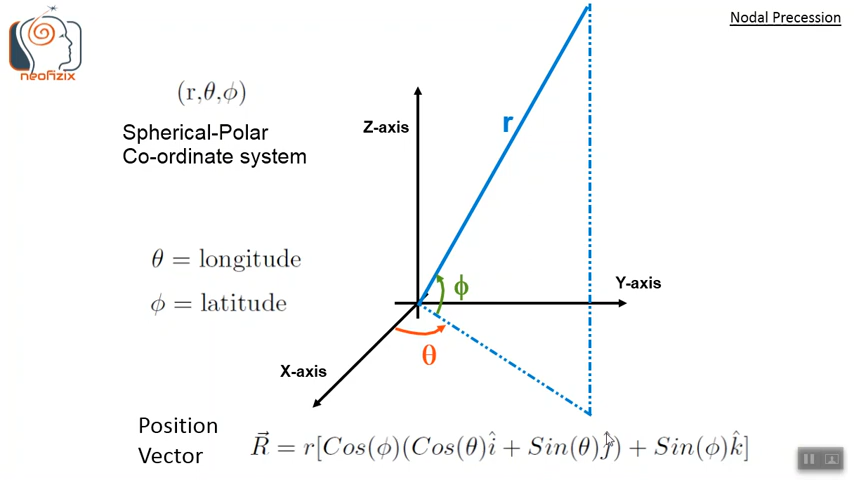 Nodal Precession
neofizix
(r,θ,ϕ)
Spherical-Polar
Co-ordinate system
Z-axis
r
θ = longitude
ϕ = latitude
Y-axis
ϕ
θ
X-axis
Position
Vector
R⃗ = r[Cos(ϕ)(Cos(θ)î + Sin(θ)ĵ) + Sin(ϕ)k̂]